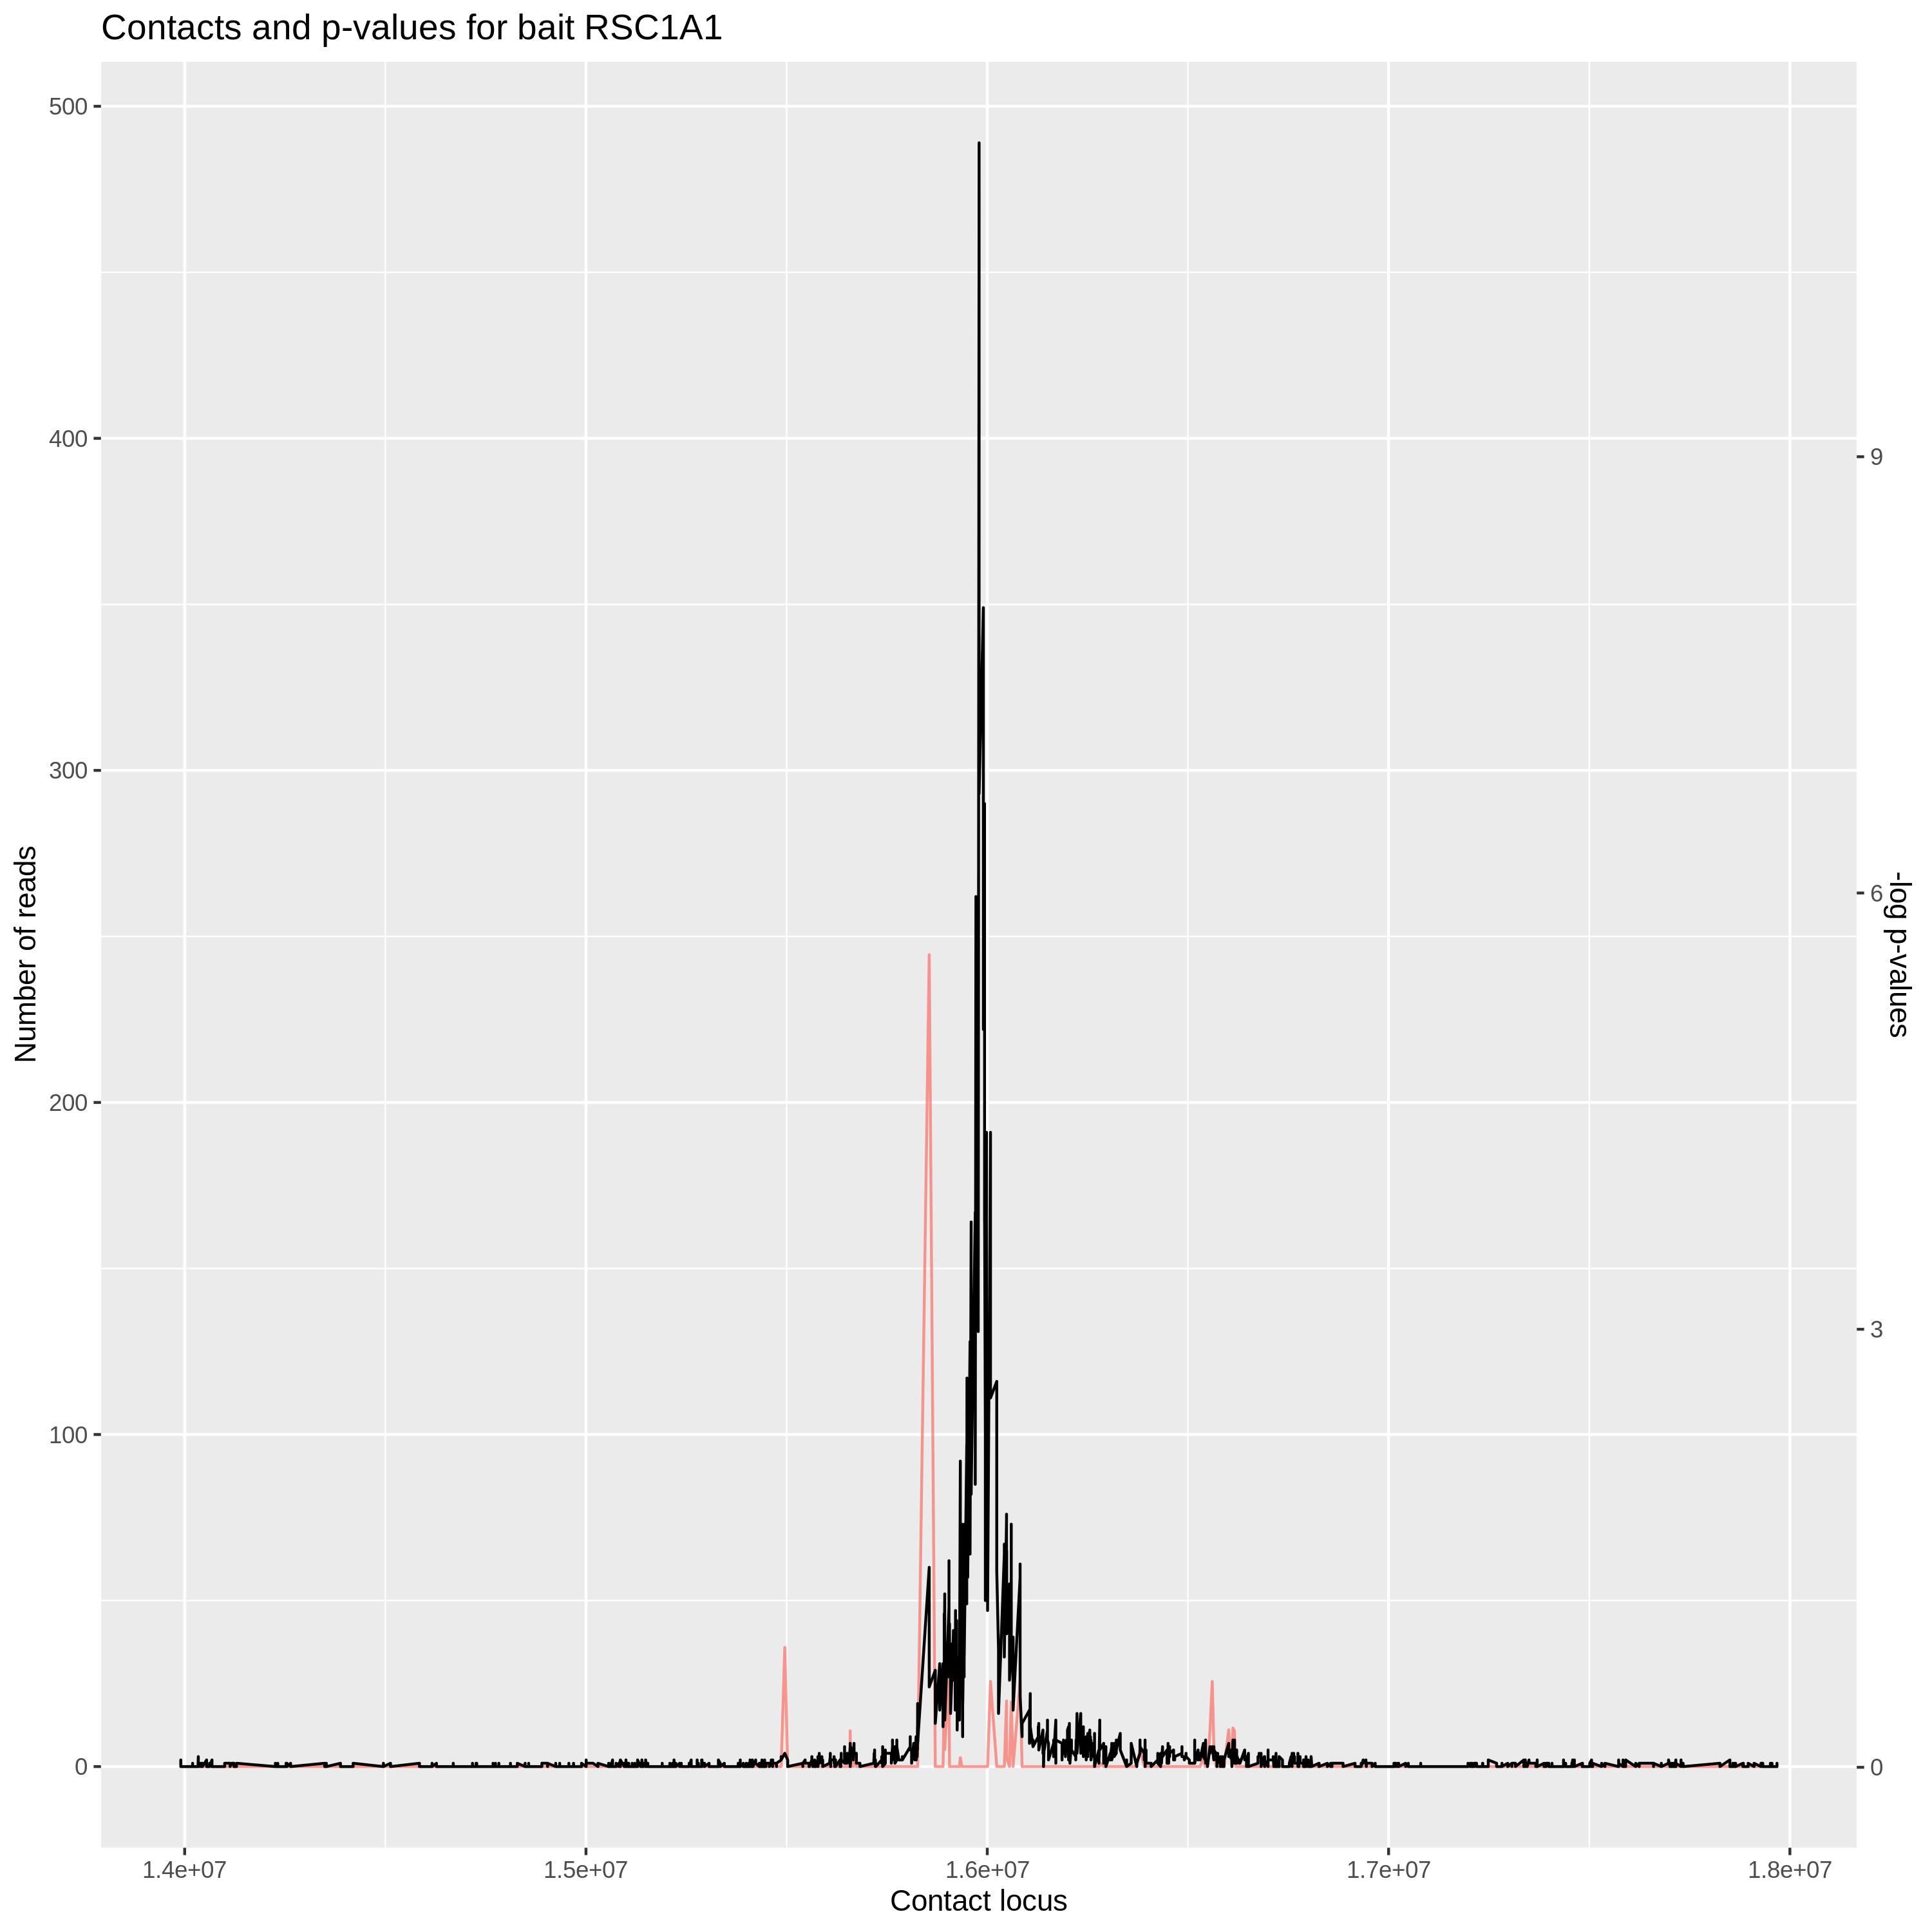 Contacts and p-values for bait RSC1A1
500
400
300
200
100
0
Number of reads
9
6
3
0
-log p-values
1.4e+07 1.5e+07 1.6e+07 1.7e+07 1.8e+07
Contact locus